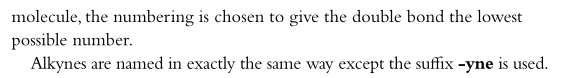 molecule, the numbering is chosen to give the double bond the lowest
possible number.
Alkynes are named in exactly the same way except the suffix -yne is used.